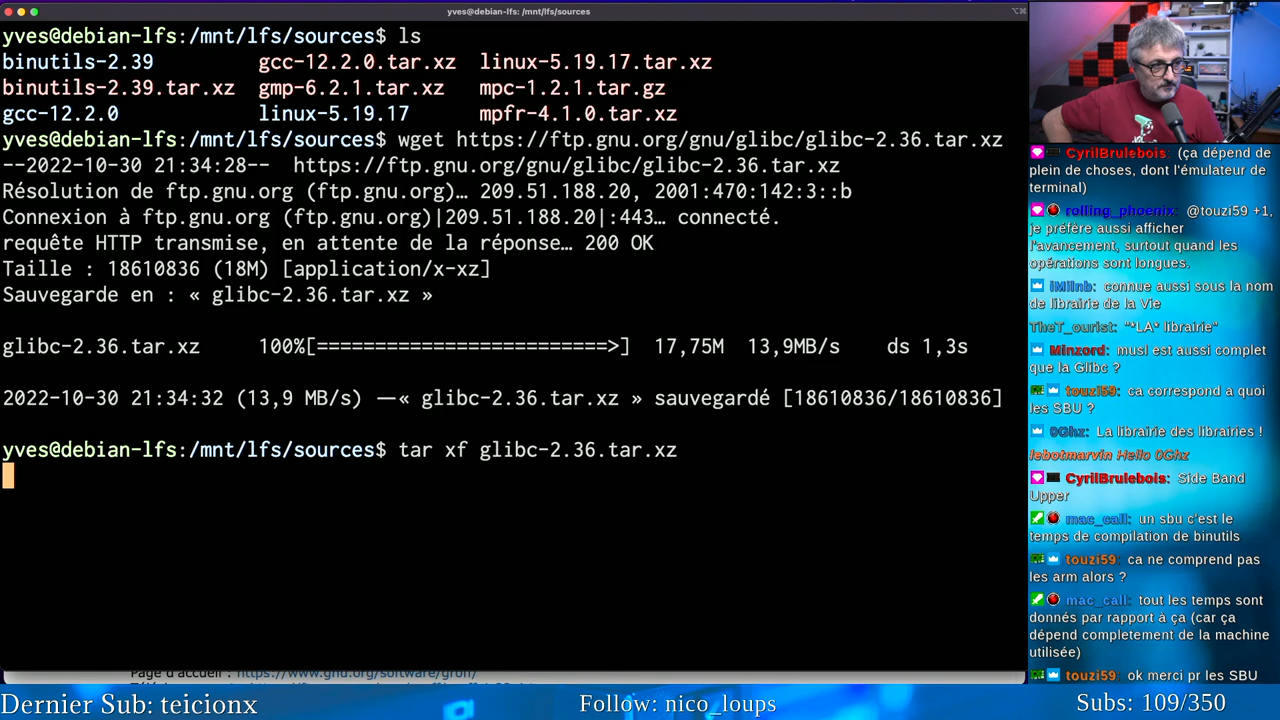 yves@debian-lfs: /mnt/lfs/sources
yves@debian-lfs:/mnt/lfs/sources$ ls
binutils-2.39 gcc-12.2.0.tar.xz linux-5.19.17.tar.xz
binutils-2.39.tar.xz gmp-6.2.1.tar.xz mpc-1.2.1.tar.gz
gcc-12.2.0 linux-5.19.17 mpfr-4.1.0.tar.xz
yves@debian-lfs:/mnt/lfs/sources$ wget https://ftp.gnu.org/gnu/glibc/glibc-2.36.tar.xz
--2022-10-30 21:34:28-- https://ftp.gnu.org/gnu/glibc/glibc-2.36.tar.xz
Résolution de ftp.gnu.org (ftp.gnu.org)… 209.51.188.20, 2001:470:142:3::b
Connexion à ftp.gnu.org (ftp.gnu.org)|209.51.188.20|:443… connecté.
requête HTTP transmise, en attente de la réponse… 200 OK
Taille : 18610836 (18M) [application/x-xz]
Sauvegarde en : « glibc-2.36.tar.xz »
glibc-2.36.tar.xz 100%[=========================>] 17,75M 13,9MB/s ds 1,3s
2022-10-30 21:34:32 (13,9 MB/s) —« glibc-2.36.tar.xz » sauvegardé [18610836/18610836]
yves@debian-lfs:/mnt/lfs/sources$ tar xf glibc-2.36.tar.xz
Page d'accueil : https://www.gnu.org/software/groff/
CyrilBrulebois: (ça dépend de
plein de choses, dont l'émulateur de
terminal)
rolling_phoenix: @touzi59 +1,
je préfère aussi afficher
l'avancement, surtout quand les
opérations sont longues.
iMilnb: connue aussi sous la nom
de librairie de la Vie
TheT_ourist: "*LA* librairie"
Minzord: musl est aussi complet
que la Glibc ?
touzi59: ca correspond a quoi
les SBU ?
0Ghz: La librairie des librairies !
lebotmarvin Hello 0Ghz
CyrilBrulebois: Side Band
Upper
mac_call: un sbu c'est le
temps de compilation de binutils
touzi59: ca ne comprend pas
les arm alors ?
mac_call: tout les temps sont
donnés par rapport à ça (car ça
dépend completement de la machine
utilisée)
touzi59: ok merci pr les SBU
Dernier Sub: teicionx
Follow: nico_loups
Subs: 109/350